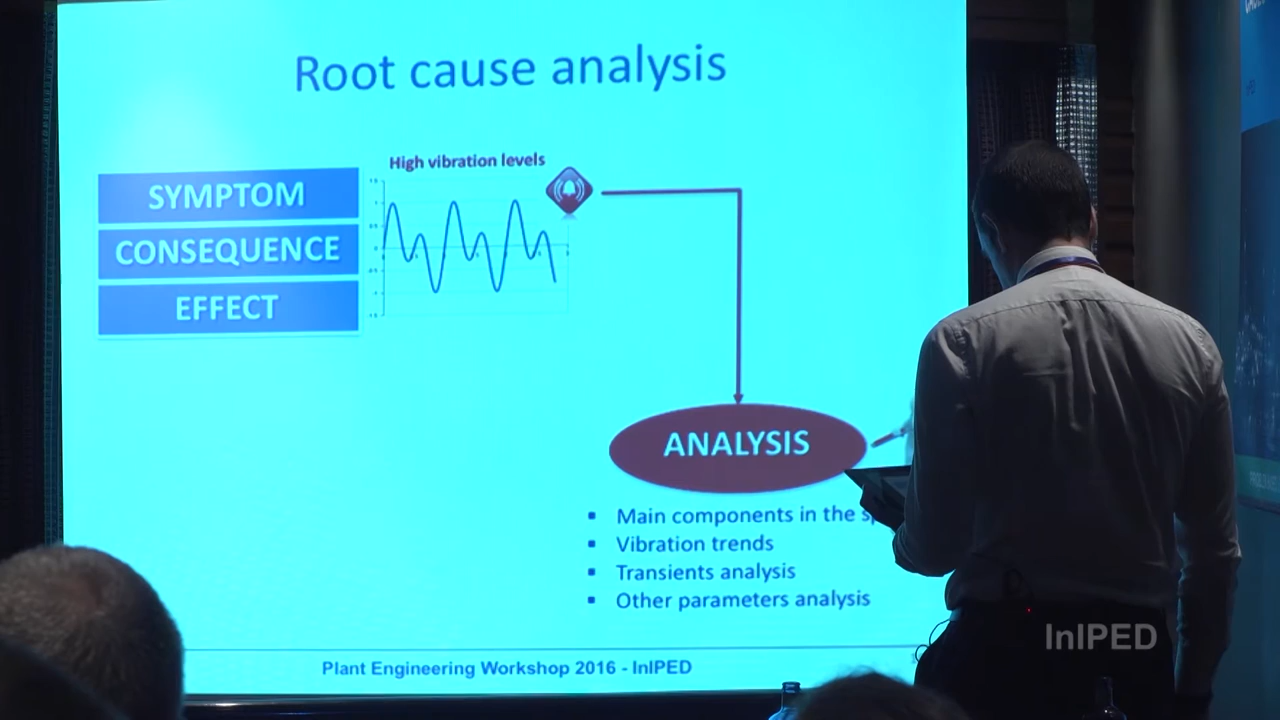 Root cause analysis
High vibration levels
SYMPTOM
CONSEQUENCE
EFFECT
ANALYSIS
▪ Main components in the
▪ Vibration trends
▪ Transients analysis
▪ Other parameters analysis
Plant Engineering Workshop 2016 - InIPED
InIPED